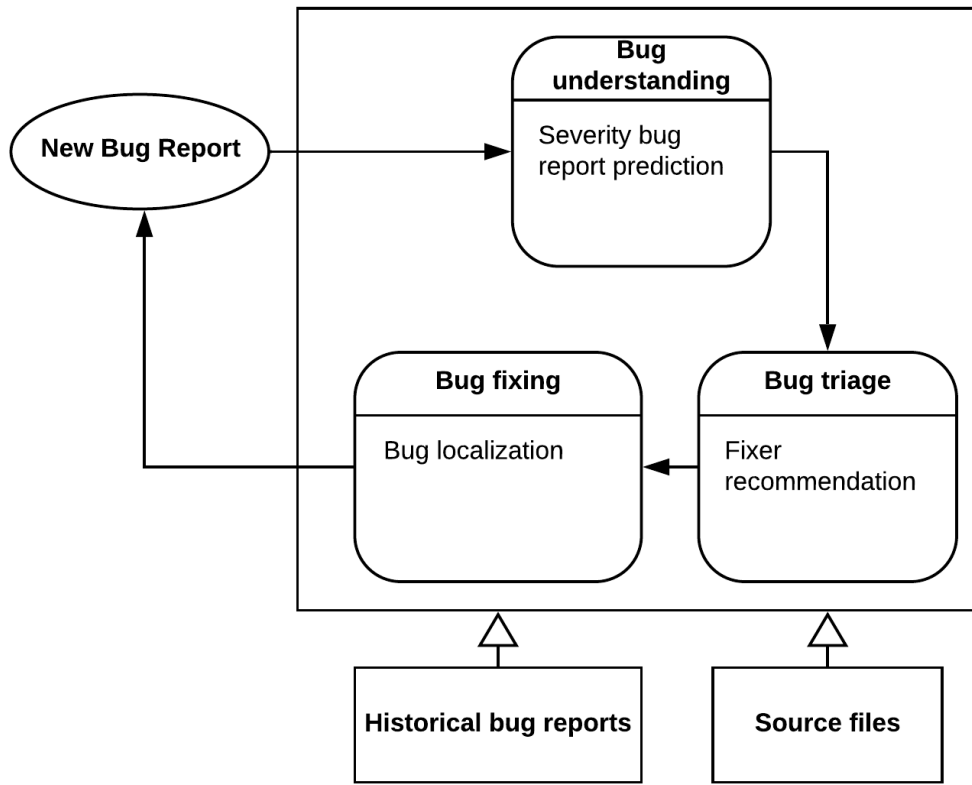 Bug
understanding
Severity bug
report prediction
New Bug Report
Bug fixing
Bug localization
Bug triage
Fixer
recommendation
Historical bug reports
Source files